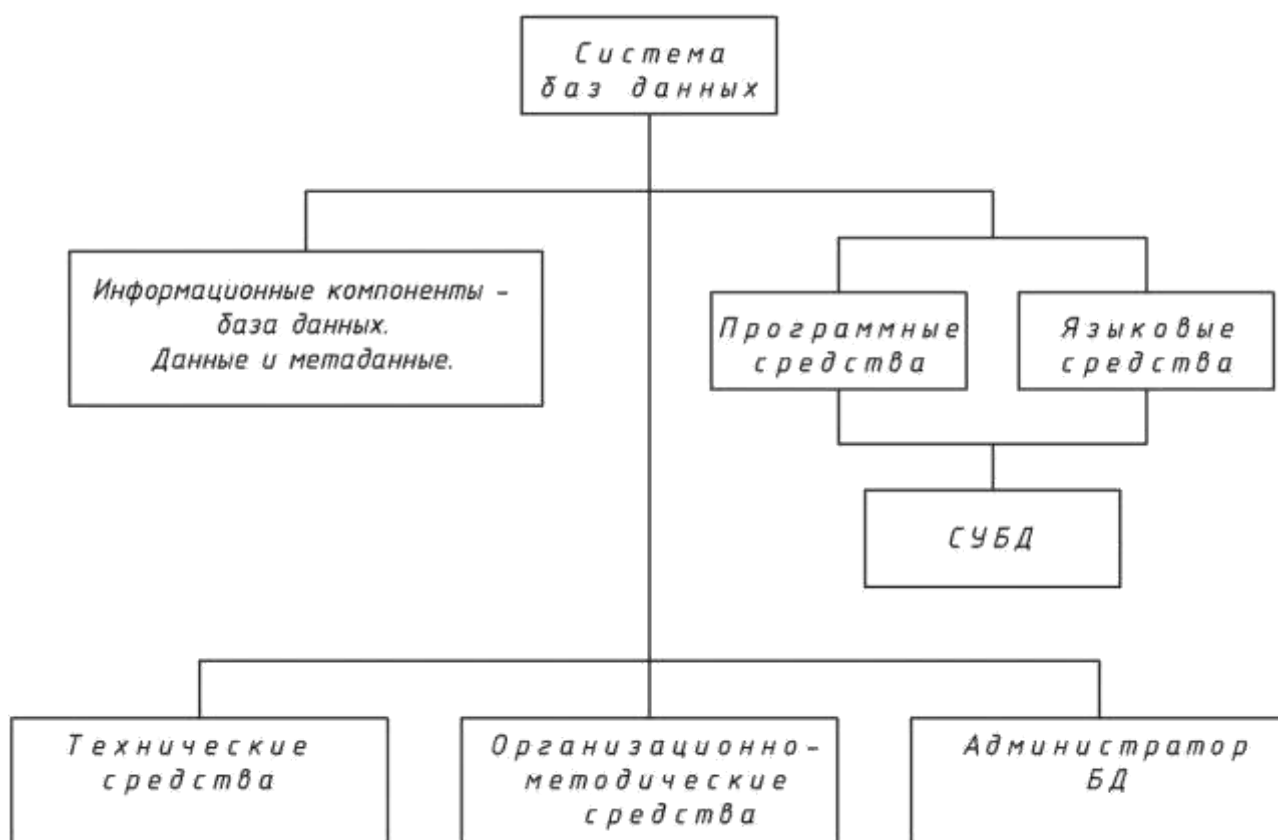 Система
баз данных
Информационные компоненты -
база данных.
Данные и метаданные.
Программные
средства
Языковые
средства
СУБД
Технические
средства
Организационно-
методические
средства
Администратор
БД